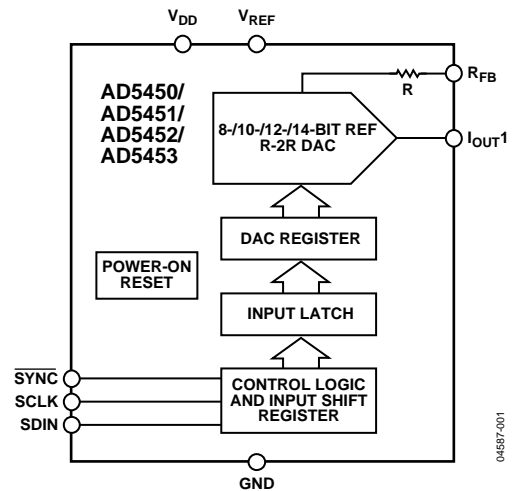 VDD
VREF
RFB
R
AD5450/
AD5451/
AD5452/
AD5453
8-/10-/12-/14-BIT REF
R-2R DAC
IOUT1
DAC REGISTER
POWER-ON
RESET
INPUT LATCH
SYNC
SCLK
SDIN
CONTROL LOGIC
AND INPUT SHIFT
REGISTER
GND
04587-001